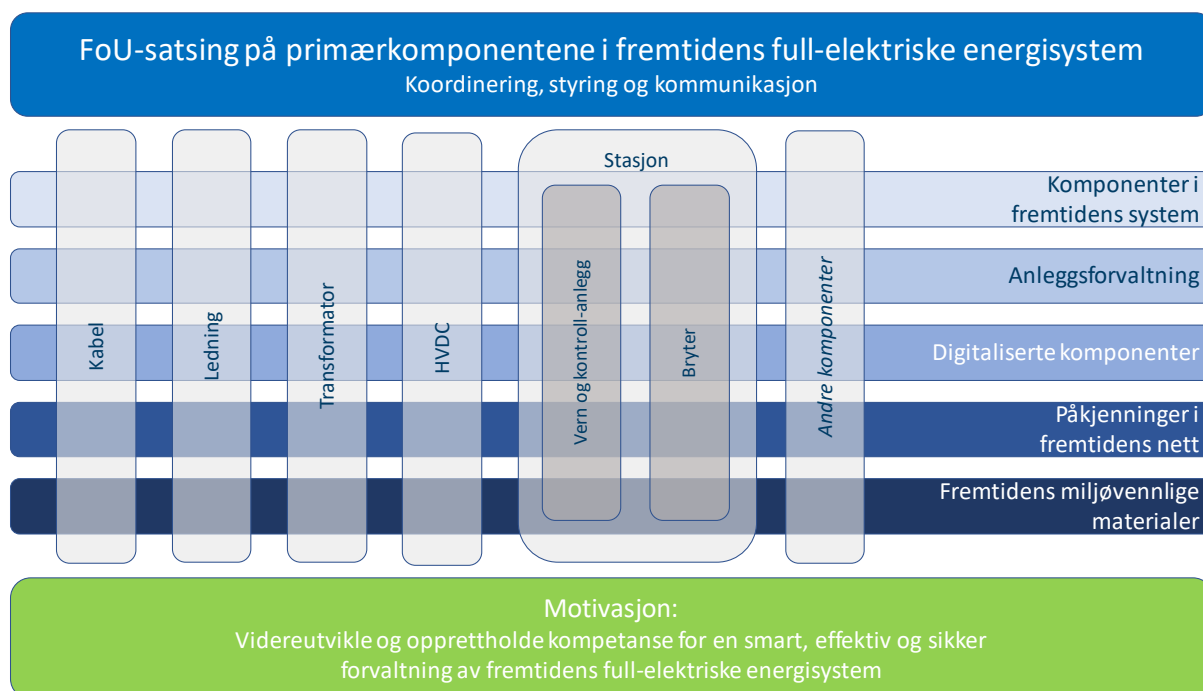 FoU-satsing på primærkomponentene i fremtidens full-elektriske energisystem
Koordinering, styring og kommunikasjon
Kabel
Ledning
Transformator
HVDC
Stasjon
Vern og kontroll-anlegg
Bryter
Andre komponenter
Komponenter i
fremtidens system
Anleggsforvaltning
Digitaliserte komponenter
Påkjenninger i
fremtidens nett
Fremtidens miljøvennlige
materialer
Motivasjon:
Videreutvikle og opprettholde kompetanse for en smart, effektiv og sikker
forvaltning av fremtidens full-elektriske energisystem